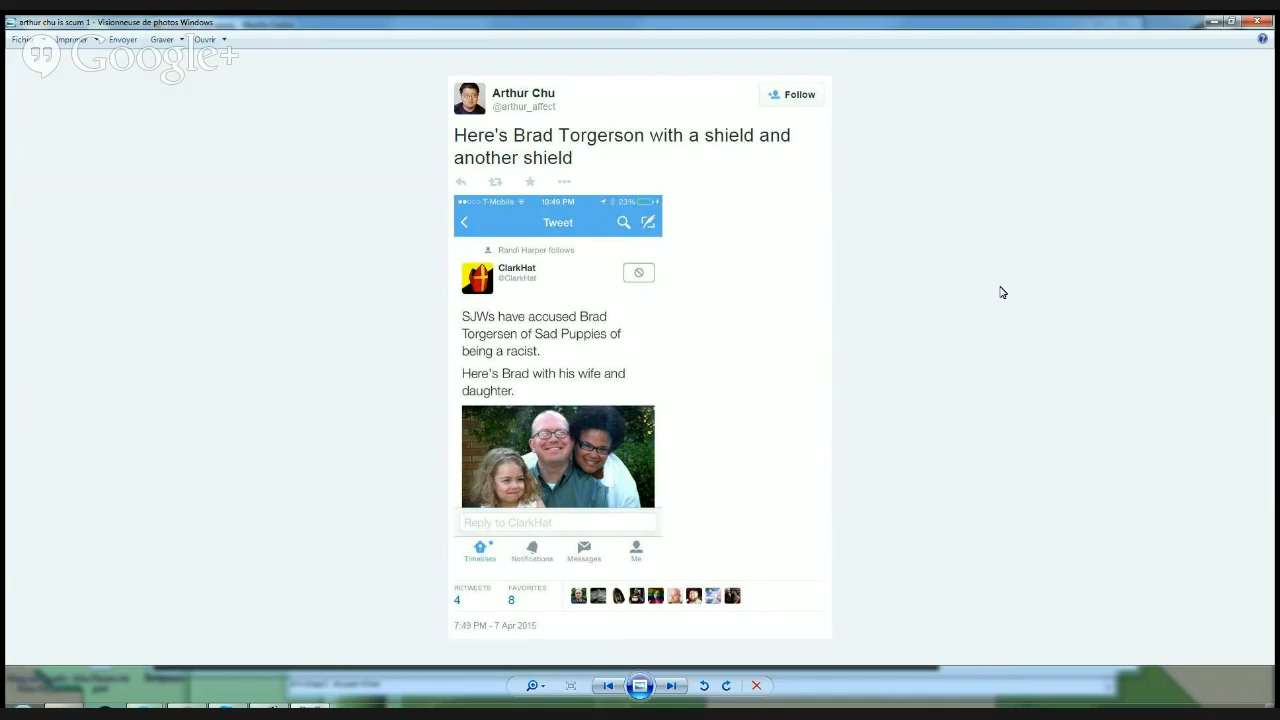 arthur chu is scum 1 - Visionneuse de photos Windows
Fichier Imprimer Envoyer Graver Ouvrir
Google+
Arthur Chu
Follow
@arthur_affect
Here's Brad Torgerson with a shield and
another shield
T-Mobile 10:49 PM 23%
Tweet
Randi Harper follows
ClarkHat
@ClarkHat
SJWs have accused Brad
Torgersen of Sad Puppies of
being a racist.
Here's Brad with his wife and
daughter.
Reply to ClarkHat
Timelines Notifications Messages Me
RETWEETS FAVORITES
4 8
7:49 PM - 7 Apr 2015